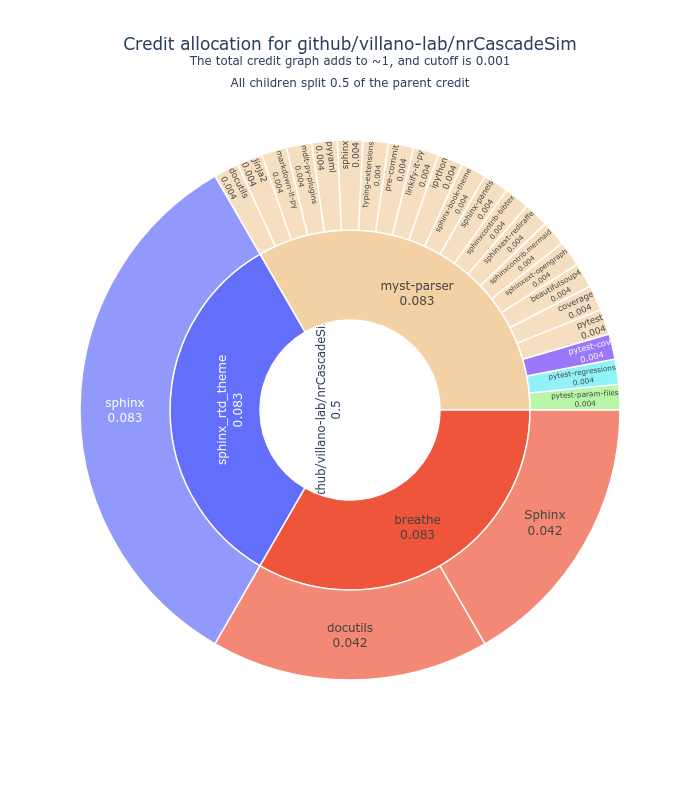 Credit allocation for github/villano-lab/nrCascadeSim
The total credit graph adds to ~1, and cutoff is 0.001
All children split 0.5 of the parent credit
docutils
0.004
jinja2
0.004
markdown-it-py
0.004
mdit-py-plugins
0.004
pyyaml
0.004
sphinx
0.004
typing-extensions
0.004
pre-commit
0.004
linkify-it-py
0.004
ipython
0.004
sphinx-book-theme
0.004
sphinx-panels
0.004
sphinxcontrib-bibtex
0.004
sphinxext-rediraffe
0.004
sphinxcontrib.mermaid
0.004
sphinxext-opengraph
0.004
beautifulsoup4
0.004
coverage
0.004
pytest
0.004
pytest-cov
0.004
pytest-regressions
0.004
pytest-param-files
0.004
myst-parser
0.083
sphinx_rtd_theme
0.083
sphinx
0.083
thub/villano-lab/nrCascadeSi
0.5
breathe
0.083
Sphinx
0.042
docutils
0.042